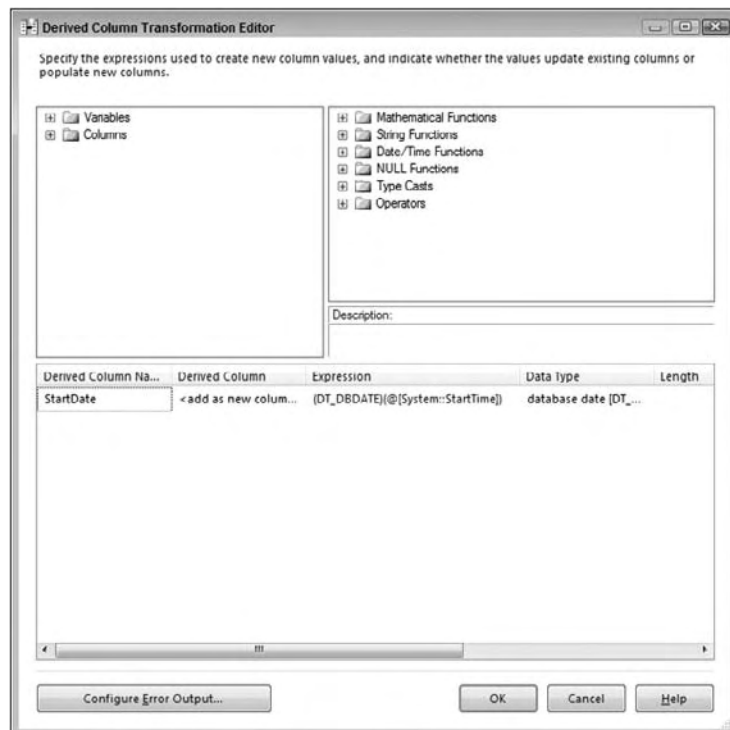 Derived Column Transformation Editor
Specify the expressions used to create new column values, and indicate whether the values update existing columns or
populate new columns.
Variables
Columns
Mathematical Functions
String Functions
Date/Time Functions
NULL Functions
Type Casts
Operators
Description:
Derived Column Na... Derived Column Expression Data Type Length
StartDate <add as new colum... (DT_DBDATE)(@[System::StartTime]) database date [DT_...
Configure Error Output... OK Cancel Help